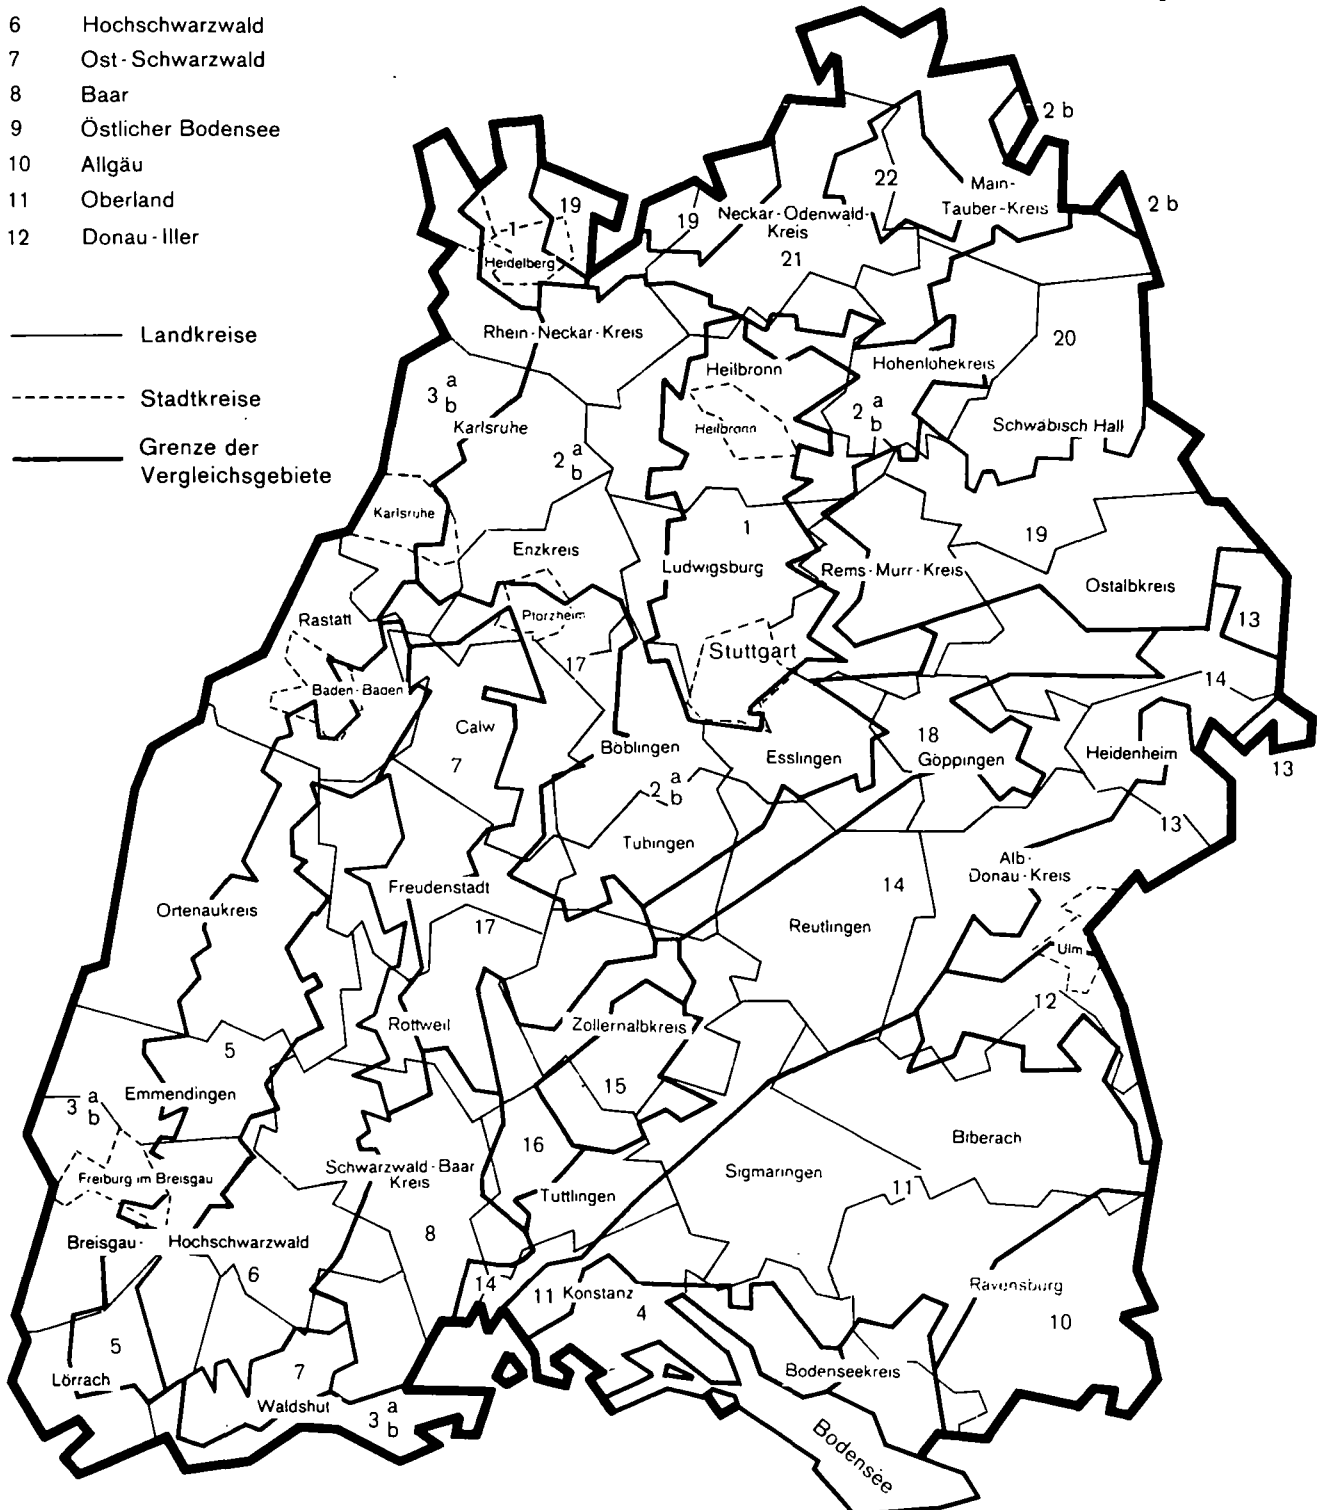 6 Hochschwarzwald
7 Ost-Schwarzwald
8 Baar
9 Östlicher Bodensee
10 Allgäu
11 Oberland
12 Donau-Iller
Landkreise
Stadtkreise
Grenze der
Vergleichsgebiete
2 b
22
Main-
Tauber-Kreis
2 b
19
19
Neckar-Odenwald-
Kreis
1
Heidelberg
21
Rhein-Neckar-Kreis
20
Heilbronn
Hohenlohekreis
3 a
b
Karlsruhe
2 a
b
Heilbronn
Schwäbisch Hall
2 a
b
Karlsruhe
1
19
Enzkreis
Ludwigsburg
Rems-Murr-Kreis
Ostalbkreis
Rastatt
Pforzheim
13
Stuttgart
17
14
Baden-Baden
Calw
18
Böblingen
Esslingen
Göppingen
Heidenheim
7
13
2 a
b
13
Tübingen
Alb-
Donau-Kreis
Freudenstadt
14
Ortenaukreis
17
Reutlingen
Ulm
12
Rottweil
Zollernalbkreis
5
15
Emmendingen
3 a
b
16
Biberach
Schwarzwald-Baar
Kreis
Sigmaringen
Freiburg im Breisgau
Tuttlingen
11
Breisgau-
Hochschwarzwald
8
6
14
11
Konstanz
4
Ravensburg
10
5
7
Lörrach
Bodenseekreis
Waldshut
3 a
b
Bodensee